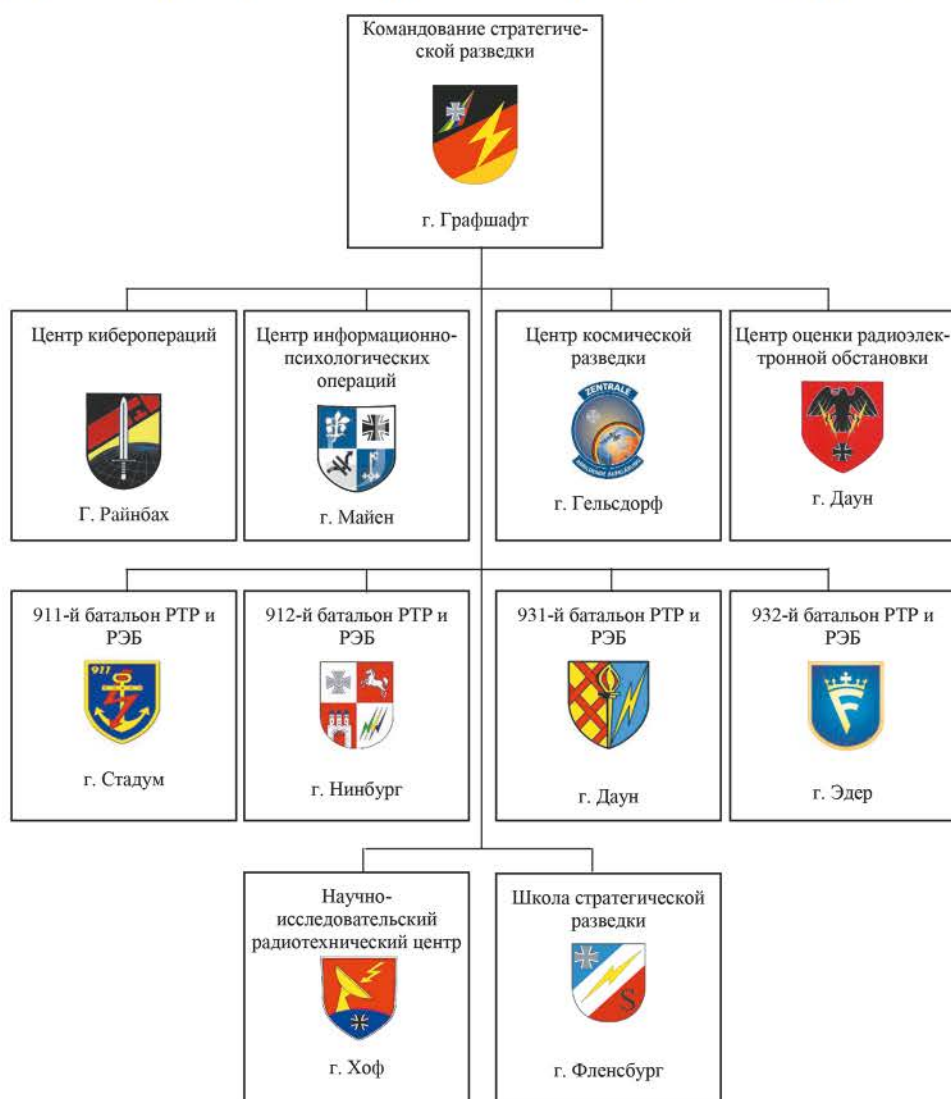 Командование стратегиче-
ской разведки
г. Графшафт
Центр киберопераций
Г. Райнбах
Центр информационно-
психологических
операций
г. Майен
Центр космической
разведки
ZENTRALE
г. Гельсдорф
Центр оценки радиоэлек-
тронной обстановки
г. Даун
911-й батальон РТР и
РЭБ
911
г. Стадум
912-й батальон РТР и
РЭБ
г. Нинбург
931-й батальон РТР и
РЭБ
г. Даун
932-й батальон РТР и
РЭБ
F
г. Эдер
Научно-
исследовательский
радиотехнический центр
г. Хоф
Школа стратегической
разведки
S
г. Фленсбург